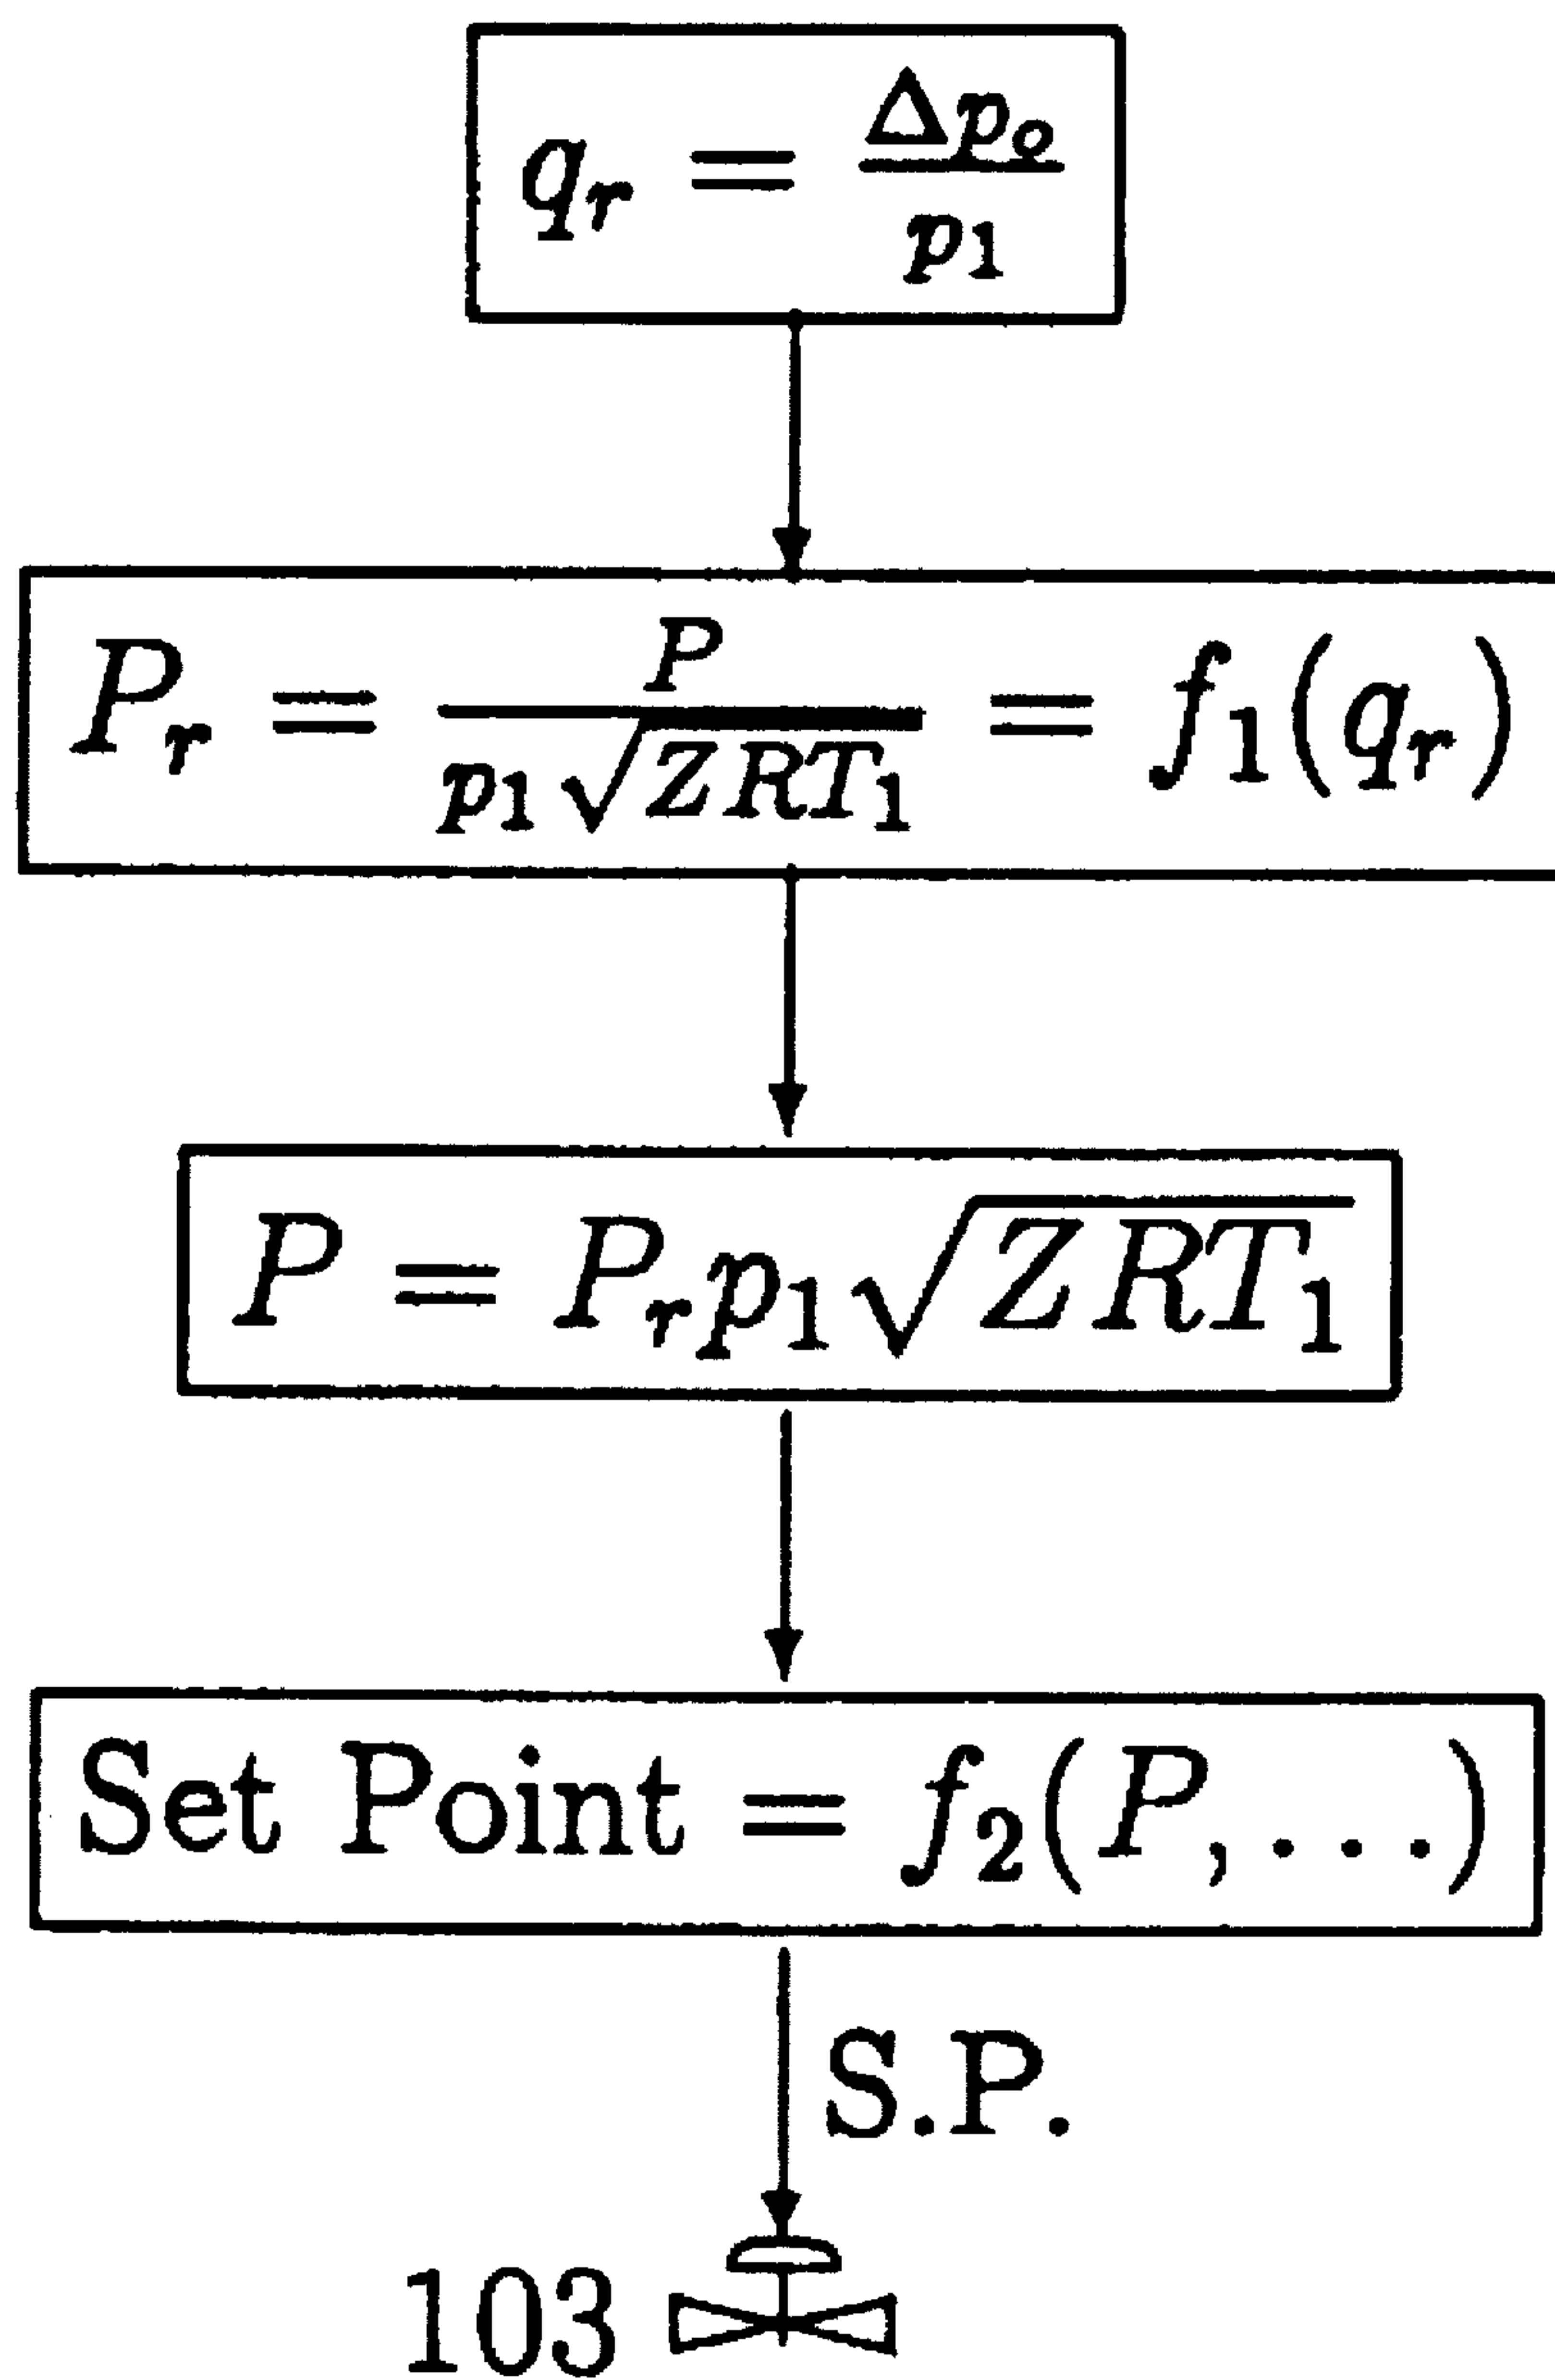 q_r = Δp_o / p_1
P_r = P / (p_1 √ZRT_1) = f_1(q_r)
P = P_r p_1 √ZRT_1
Set Point = f_2(P, ...)
S.P.
103